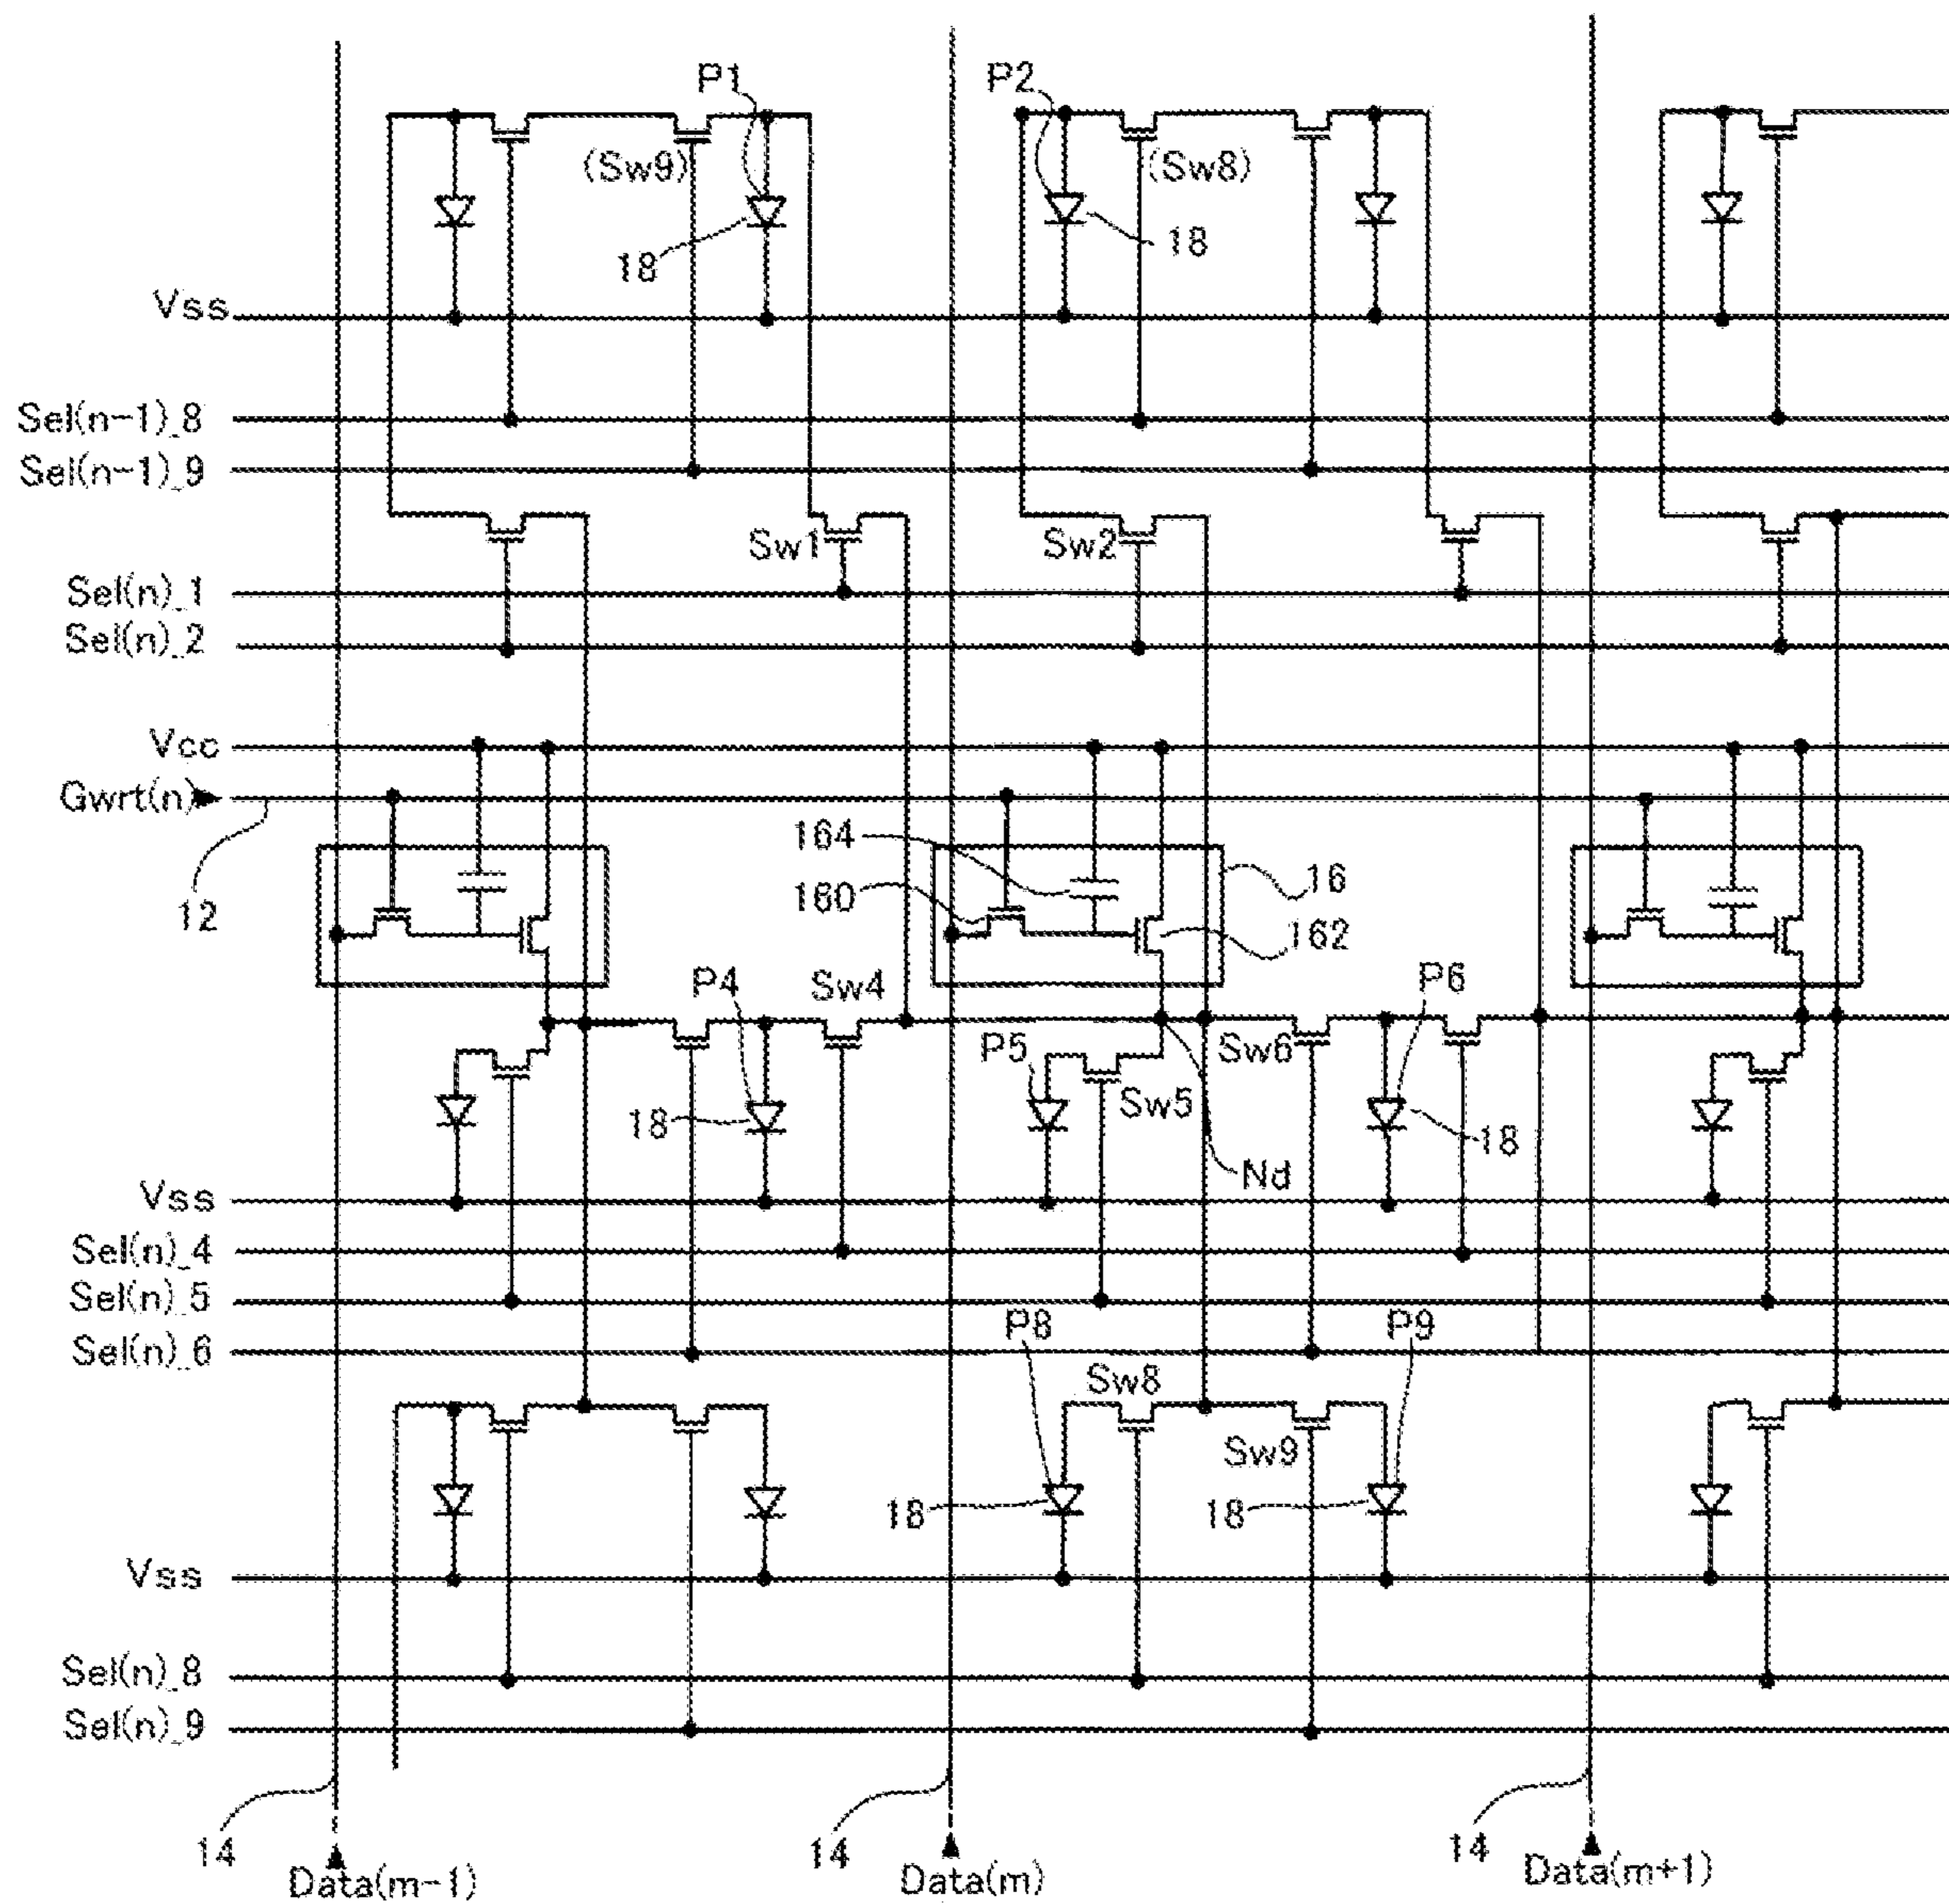 P1
P2
(Sw9)
(Sw8)
18
18
Vss
Sel(n-1)_8
Sel(n-1)_9
Sw1
Sw2
Sel(n)_1
Sel(n)_2
Vcc
Gwrt(n)
164
16
160
12
162
P4
Sw4
P6
P5
Sw6
Sw5
18
18
Nd
Vss
Sel(n)_4
Sel(n)_5
P8
P9
Sel(n)_6
Sw8
Sw9
18
18
Vss
Sel(n)_8
Sel(n)_9
14
14
14
Data(m-1)
Data(m)
Data(m+1)